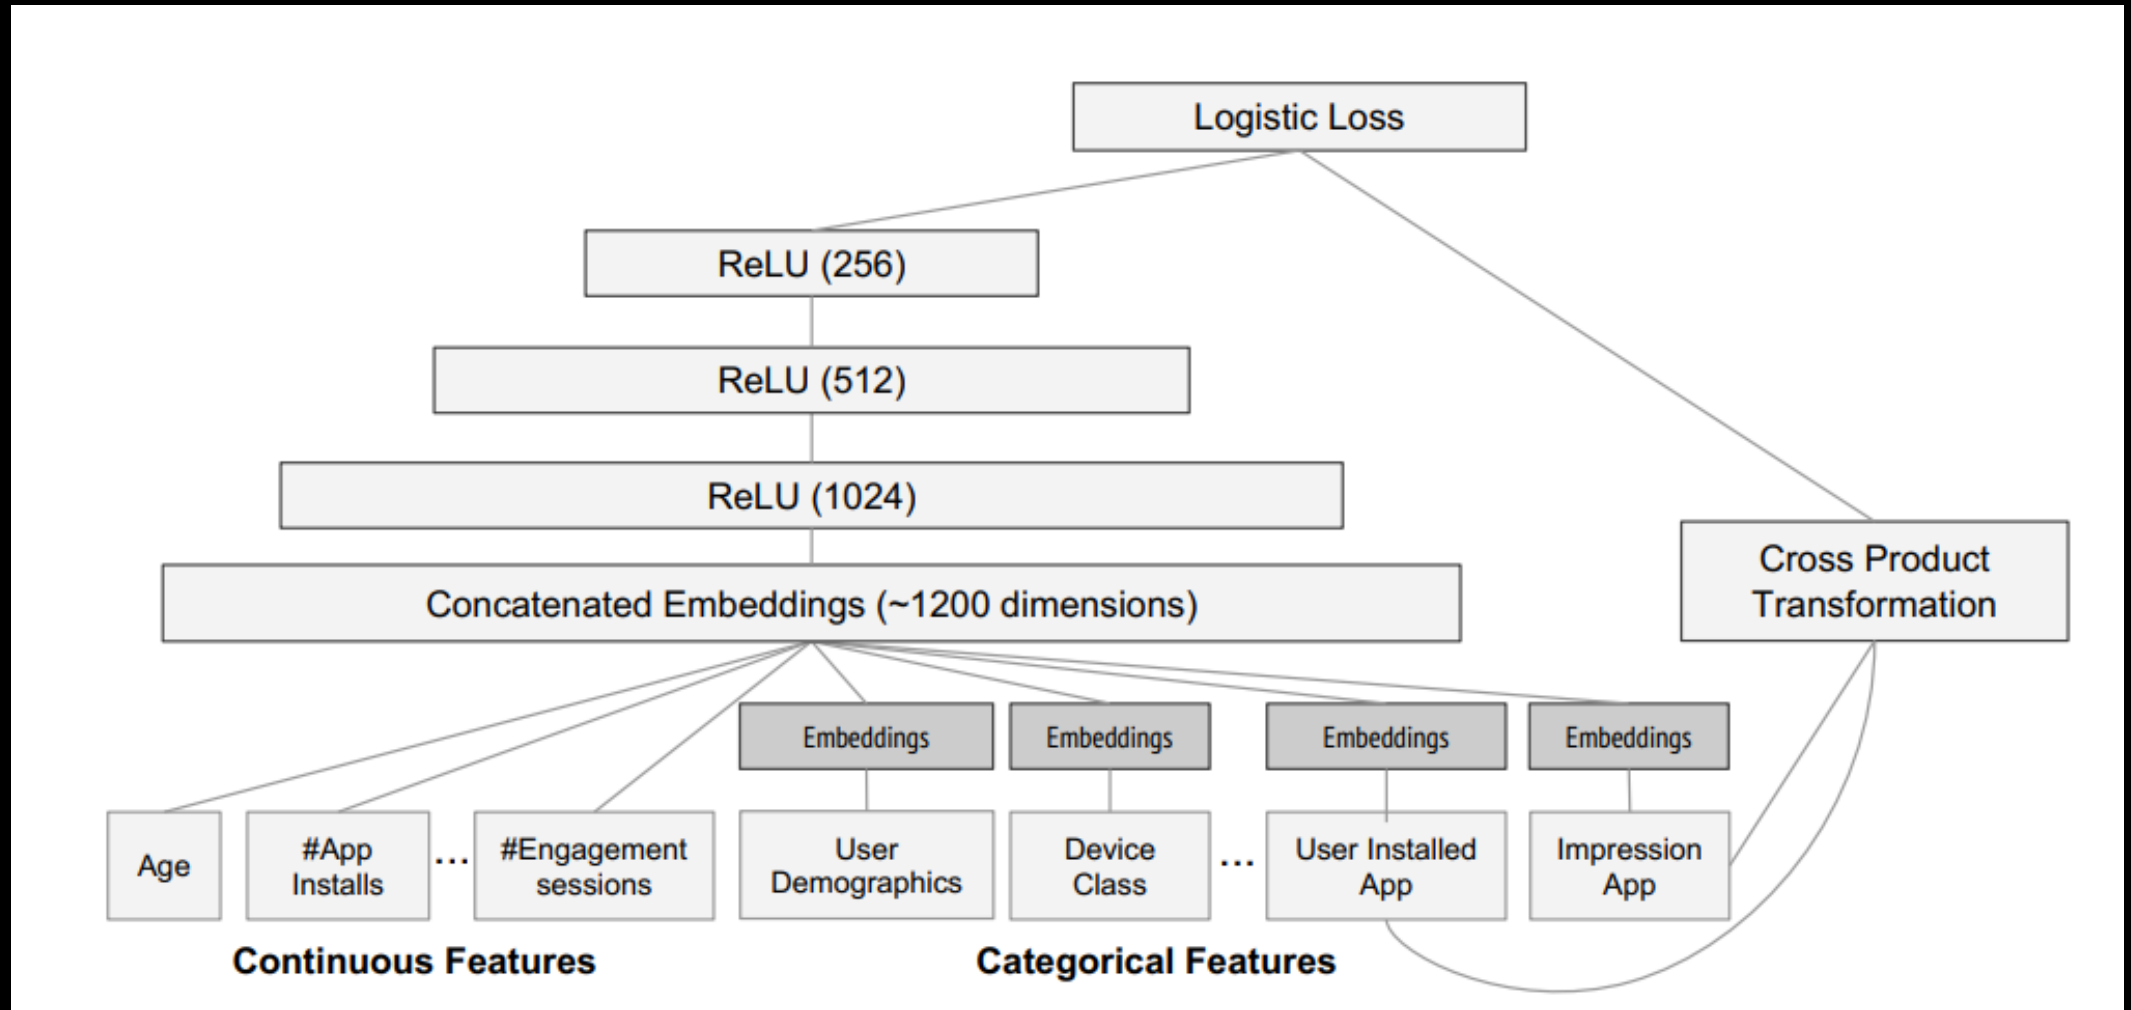 Logistic Loss
ReLU (256)
ReLU (512)
ReLU (1024)
Concatenated Embeddings (~1200 dimensions)
Cross Product
Transformation
Embeddings
Embeddings
Embeddings
Embeddings
Age
#App
Installs
...
#Engagement
sessions
User
Demographics
Device
Class
...
User Installed
App
Impression
App
Continuous Features
Categorical Features